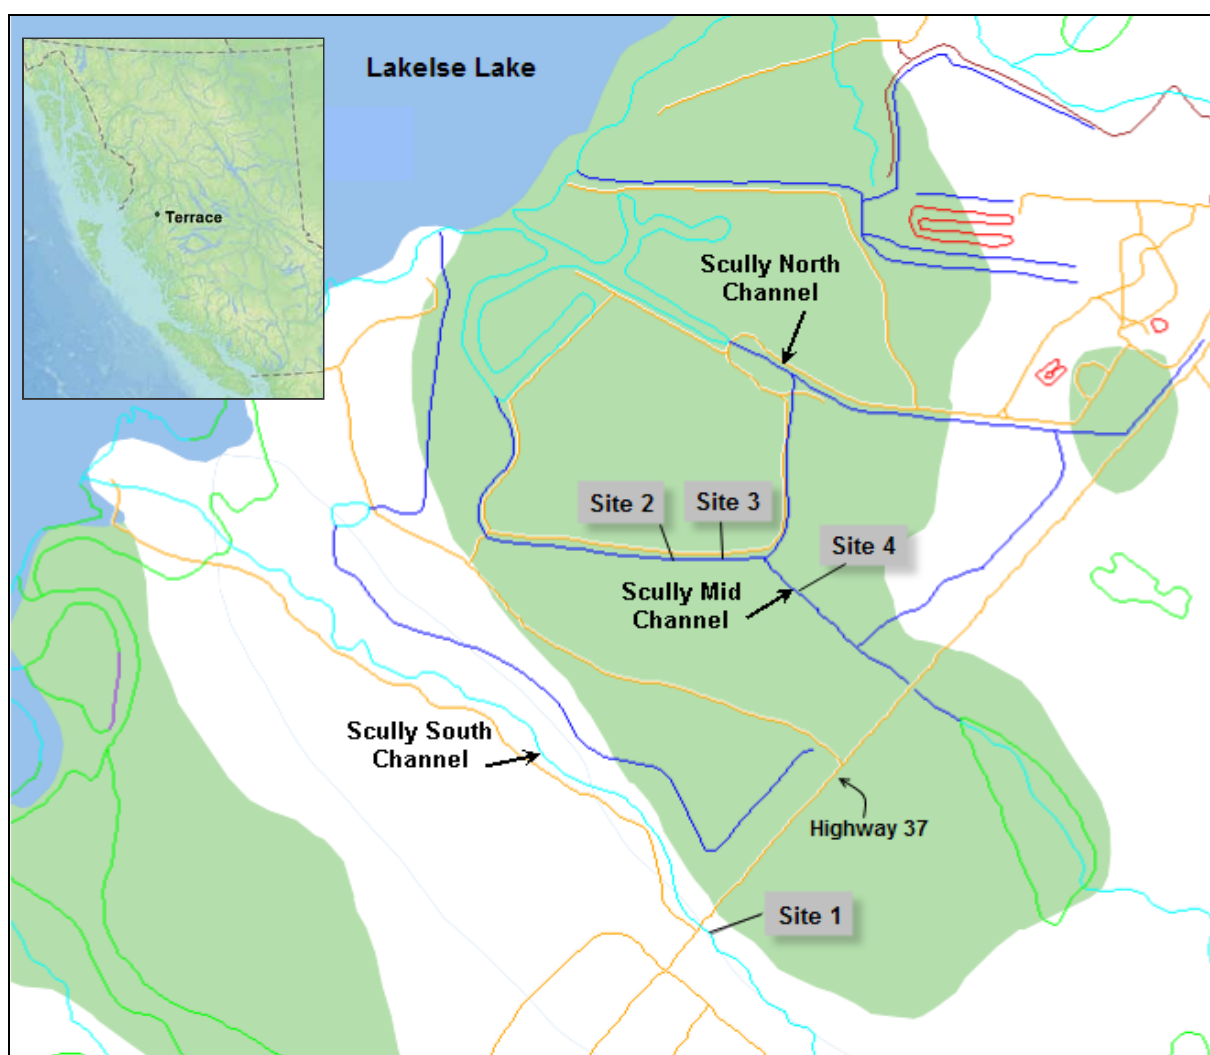 Lakelse Lake
Terrace
Scully North
Channel
Site 2
Site 3
Site 4
Scully Mid
Channel
Scully South
Channel
Highway 37
Site 1